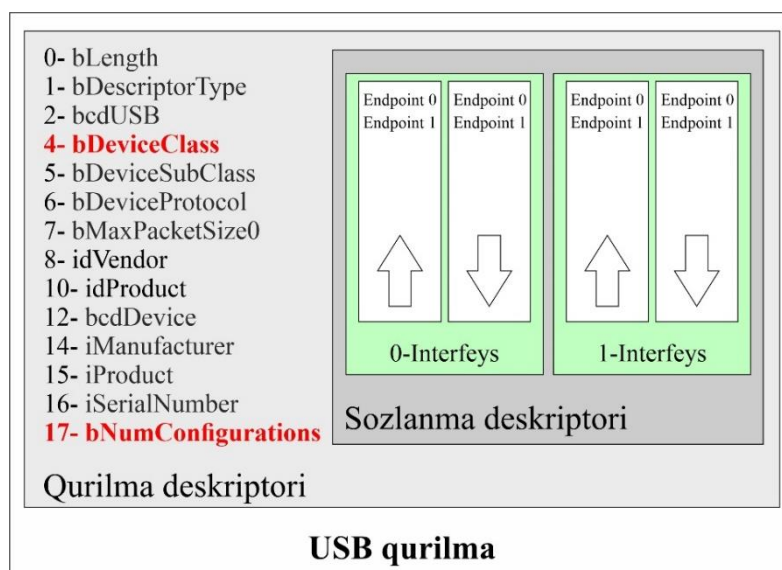 0- bLength
1- bDescriptorType
2- bcdUSB
4- bDeviceClass
5- bDeviceSubClass
6- bDeviceProtocol
7- bMaxPacketSize0
8- idVendor
10- idProduct
12- bcdDevice
14- iManufacturer
15- iProduct
16- iSerialNumber
17- bNumConfigurations
Qurilma deskriptori
Endpoint 0
Endpoint 1
Endpoint 0
Endpoint 1
0-Interfeys
Endpoint 0
Endpoint 1
Endpoint 0
Endpoint 1
1-Interfeys
Sozlanma deskriptori
USB qurilma